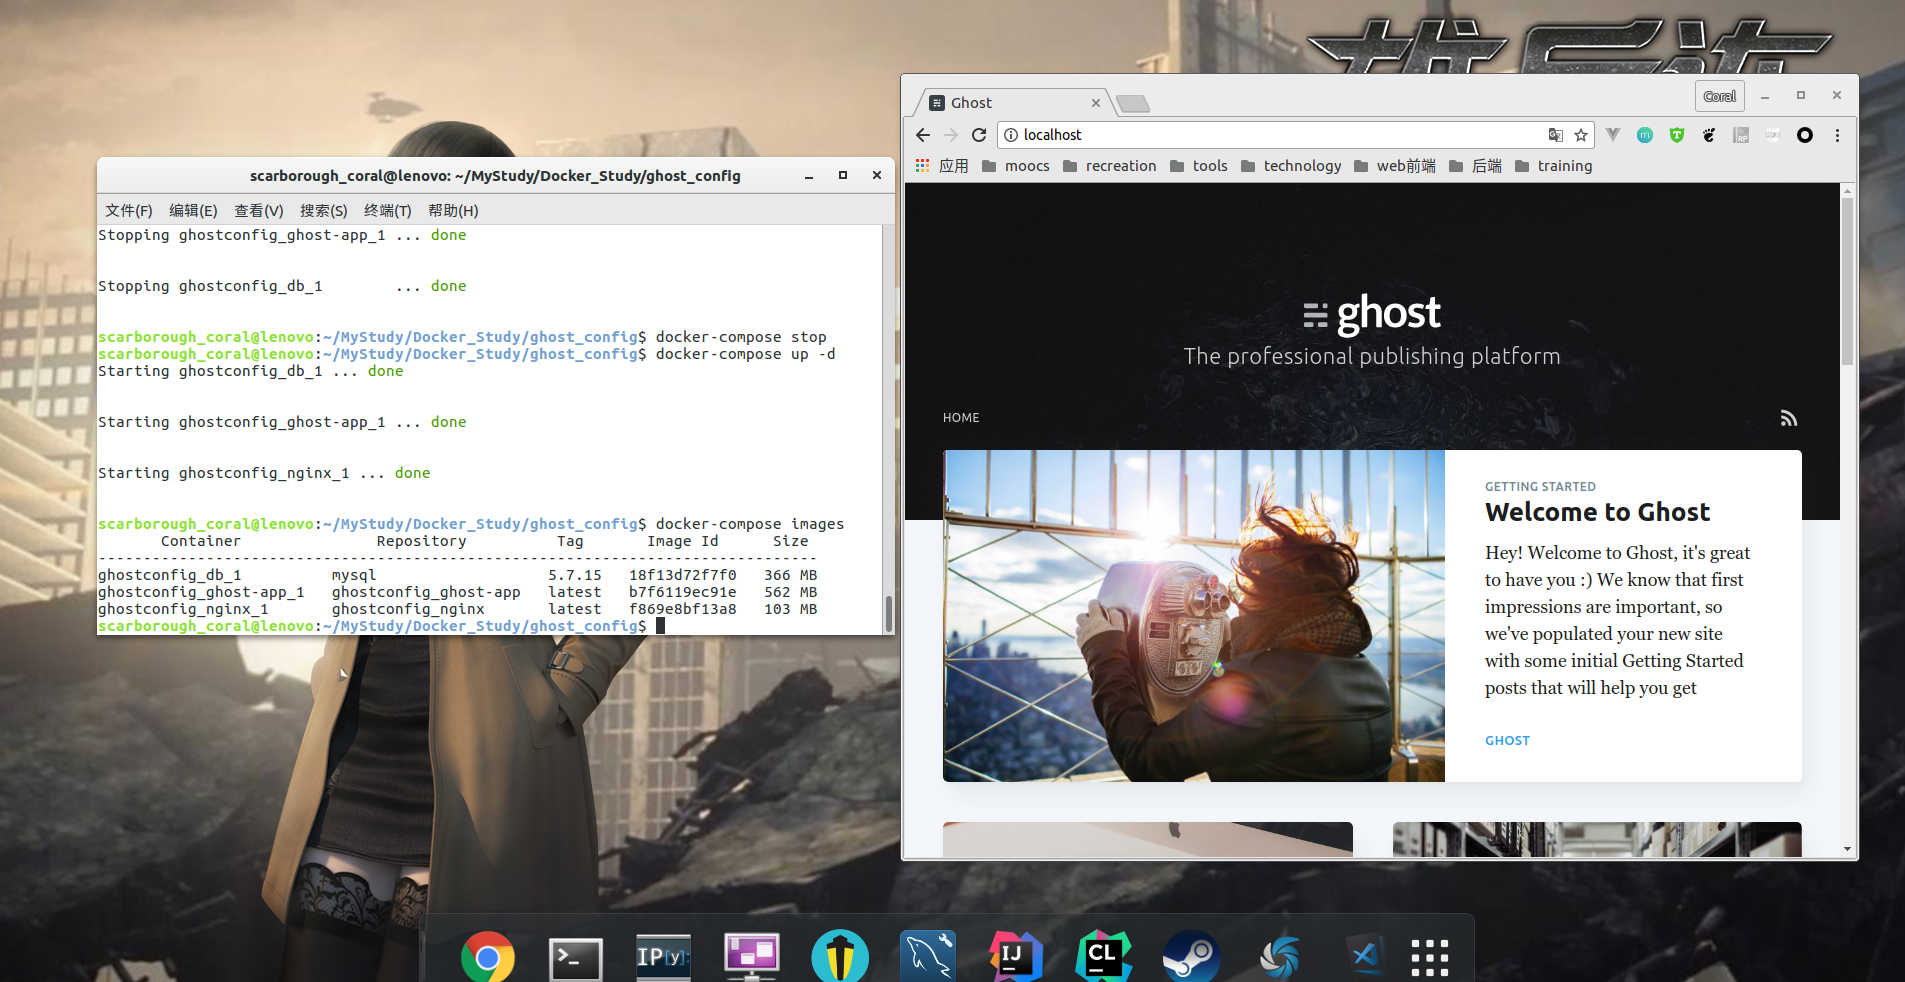 找后海
Ghost
Coral
localhost
应用 moocs recreation tools technology web前端 后端 training
scarborough_coral@lenovo: ~/MyStudy/Docker_Study/ghost_config
文件(F) 编辑(E) 查看(V) 搜索(S) 终端(T) 帮助(H)
Stopping ghostconfig_ghost-app_1 ... done
Stopping ghostconfig_db_1        ... done
scarborough_coral@lenovo:~/MyStudy/Docker_Study/ghost_config$ docker-compose stop
scarborough_coral@lenovo:~/MyStudy/Docker_Study/ghost_config$ docker-compose up -d
Starting ghostconfig_db_1 ... done
Starting ghostconfig_ghost-app_1 ... done
Starting ghostconfig_nginx_1 ... done
scarborough_coral@lenovo:~/MyStudy/Docker_Study/ghost_config$ docker-compose images
Container Repository Tag Image Id Size
--------------------------------------------------------------------------------
ghostconfig_db_1 mysql 5.7.15 18f13d72f7f0 366 MB
ghostconfig_ghost-app_1 ghostconfig_ghost-app latest b7f6119ec91e 562 MB
ghostconfig_nginx_1 ghostconfig_nginx latest f869e8bf13a8 103 MB
scarborough_coral@lenovo:~/MyStudy/Docker_Study/ghost_config$
ghost
The professional publishing platform
HOME
GETTING STARTED
Welcome to Ghost
Hey! Welcome to Ghost, it's great
to have you :) We know that first
impressions are important, so
we've populated your new site
with some initial Getting Started
posts that will help you get
GHOST
IP[y]:
IJ
CL